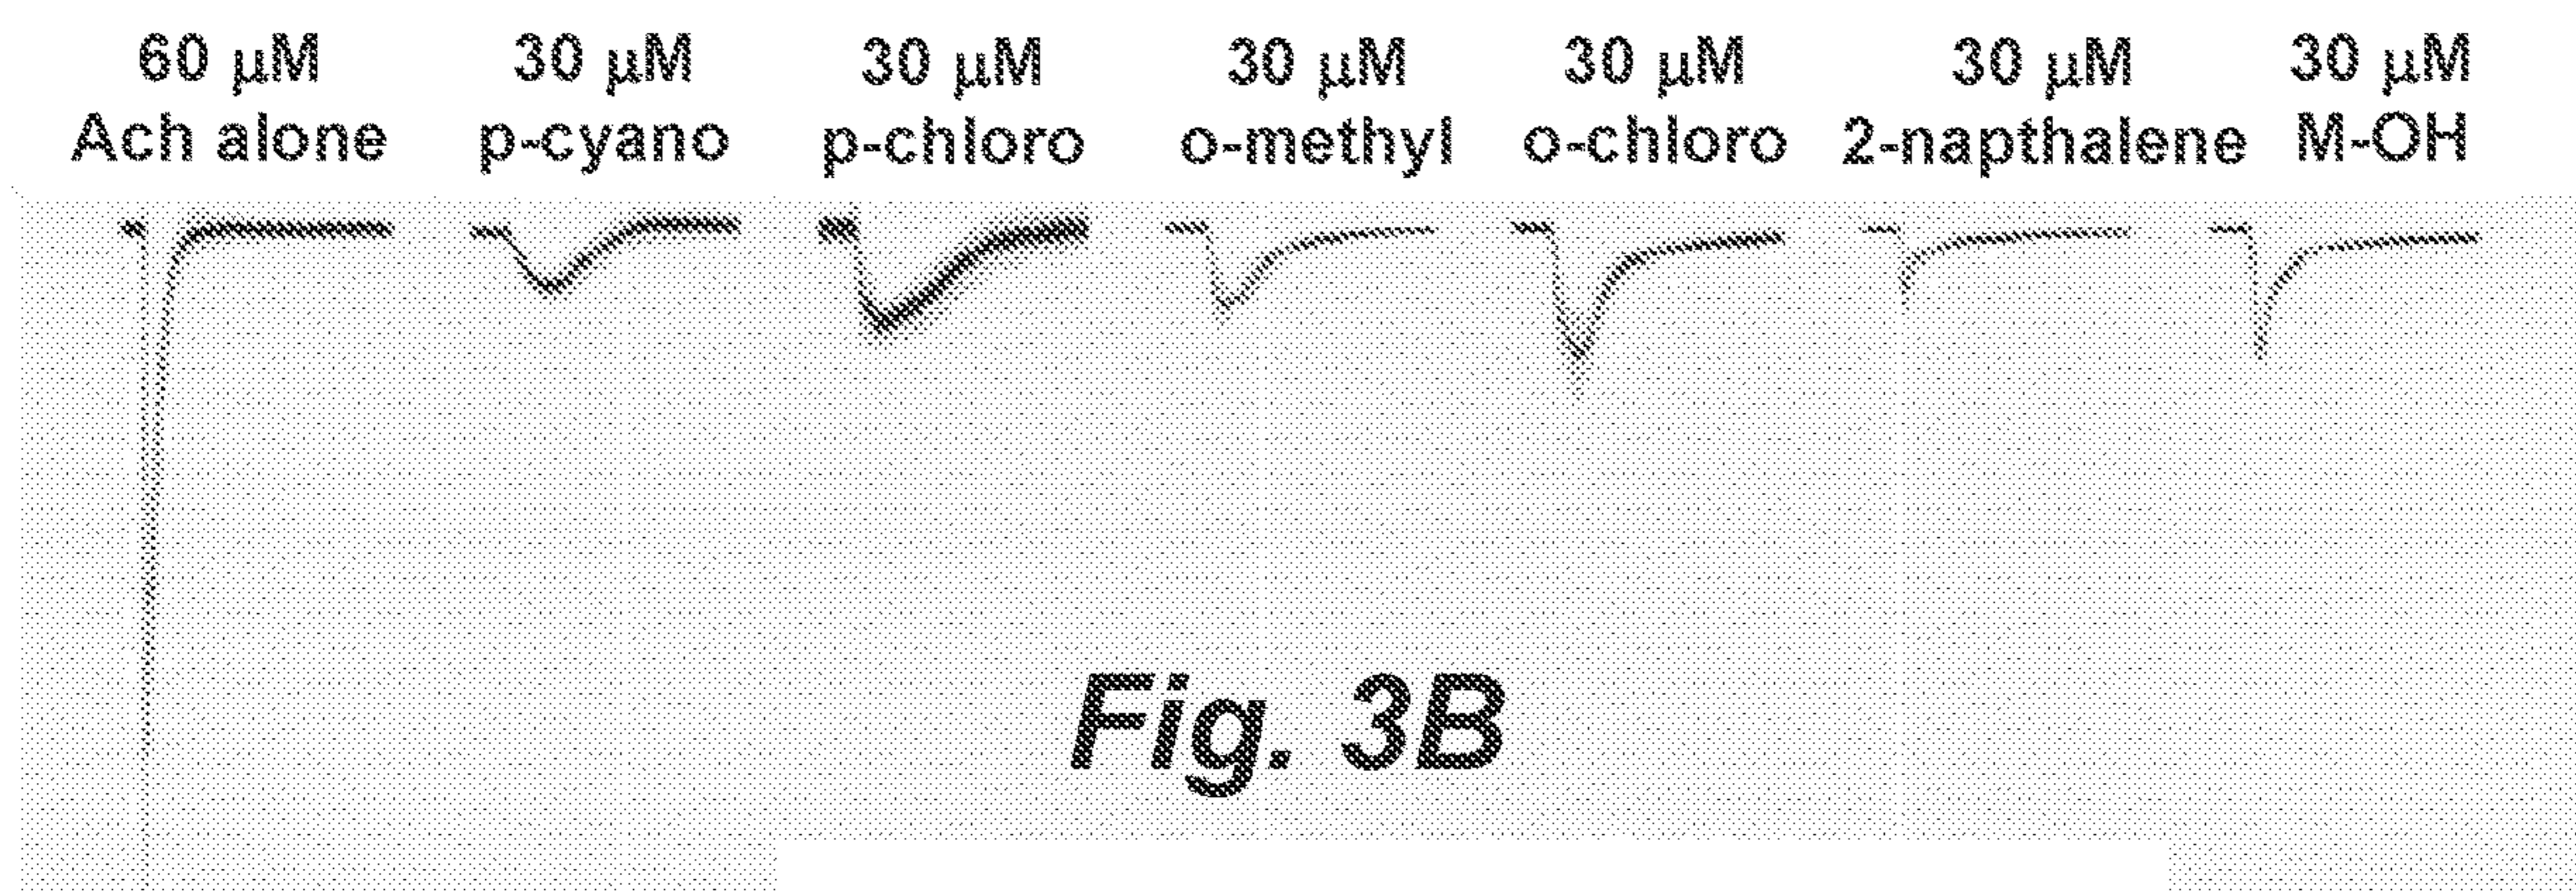 60 μM 30 μM 30 μM 30 μM 30 μM 30 μM 30 μM
Ach alone p-cyano p-chloro o-methyl o-chloro 2-napthalene M-OH
Fig. 3B